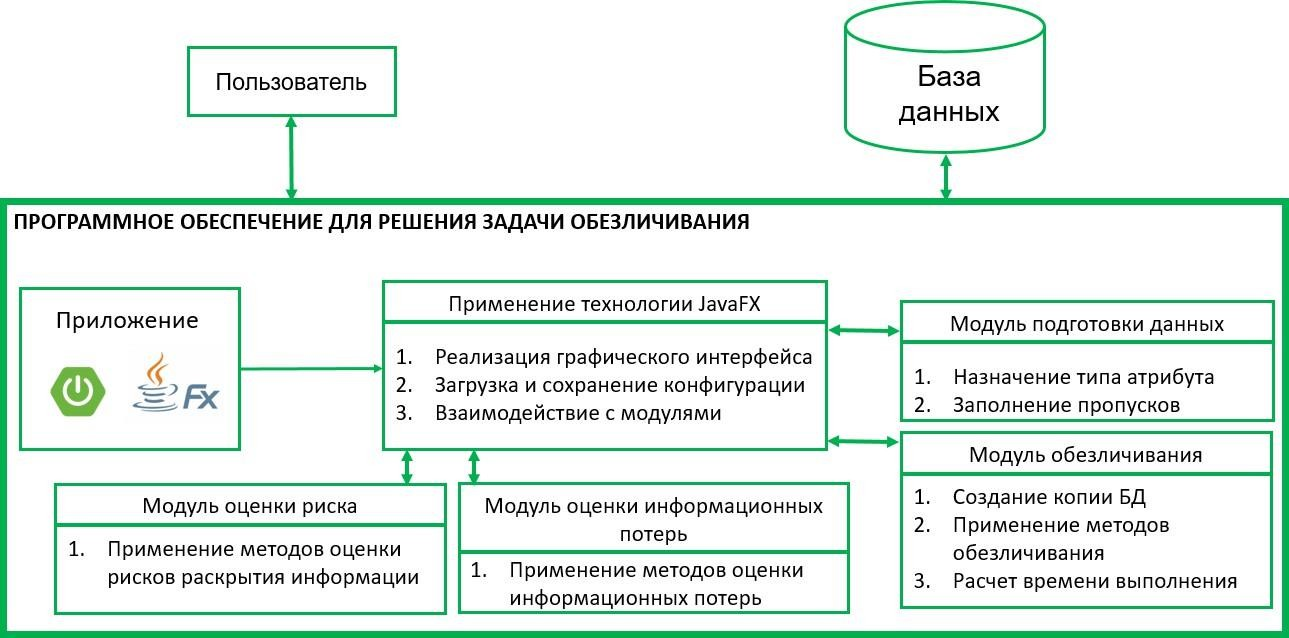 Пользователь
База
данных
ПРОГРАММНОЕ ОБЕСПЕЧЕНИЕ ДЛЯ РЕШЕНИЯ ЗАДАЧИ ОБЕЗЛИЧИВАНИЯ
Приложение
Fx
Применение технологии JavaFX
1. Реализация графического интерфейса
2. Загрузка и сохранение конфигурации
3. Взаимодействие с модулями
Модуль подготовки данных
1. Назначение типа атрибута
2. Заполнение пропусков
Модуль обезличивания
1. Создание копии БД
2. Применение методов
обезличивания
3. Расчет времени выполнения
Модуль оценки риска
1. Применение методов оценки
рисков раскрытия информации
Модуль оценки информационных
потерь
1. Применение методов оценки
информационных потерь